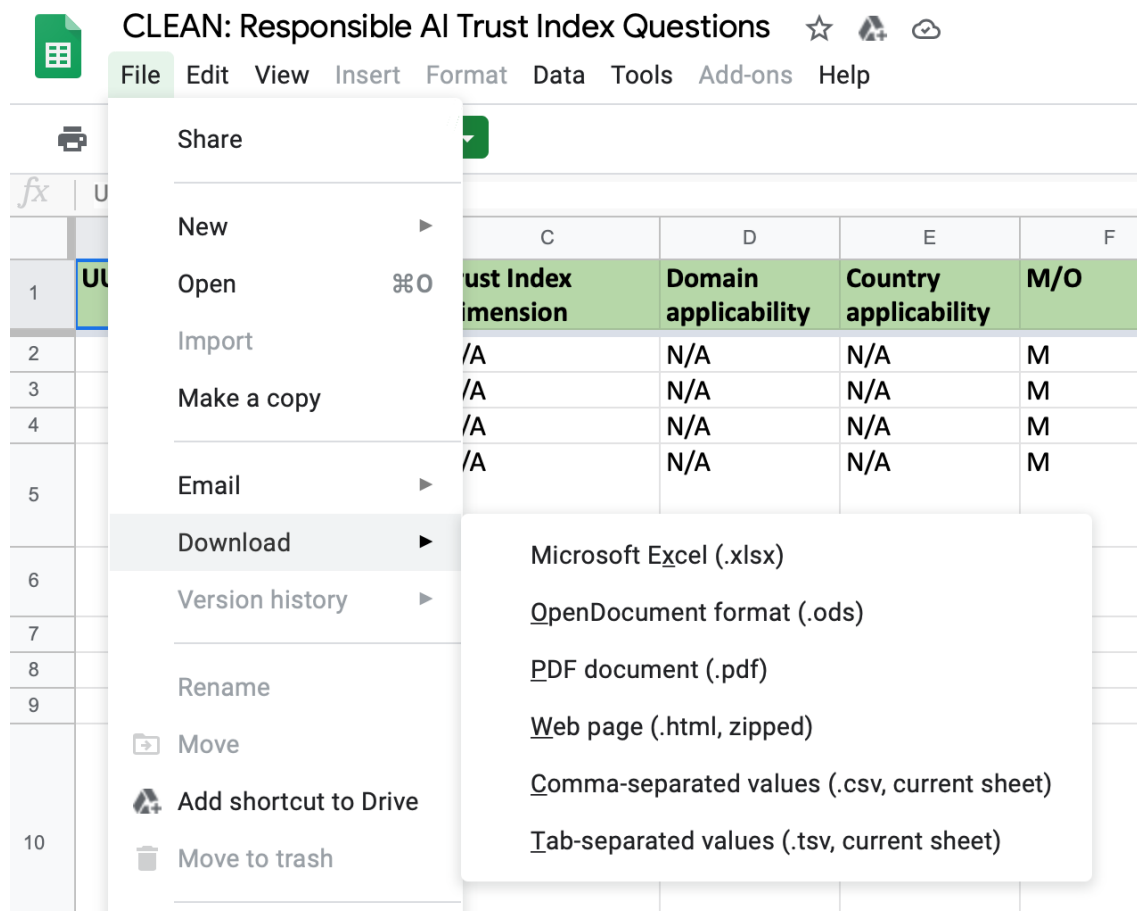 CLEAN: Responsible AI Trust Index Questions
File Edit View Insert Format Data Tools Add-ons Help
Share
fx
New
C D E F
Open ⌘O
1
Domain applicability
Country applicability
M/O
Import
2 /A N/A N/A M
3 /A N/A N/A M
Make a copy
4 /A N/A N/A M
/A N/A N/A M
5
Email
Download
Microsoft Excel (.xlsx)
6
Version history
OpenDocument format (.ods)
7
8
PDF document (.pdf)
9
Rename
Web page (.html, zipped)
Move
Comma-separated values (.csv, current sheet)
Add shortcut to Drive
10
Tab-separated values (.tsv, current sheet)
Move to trash